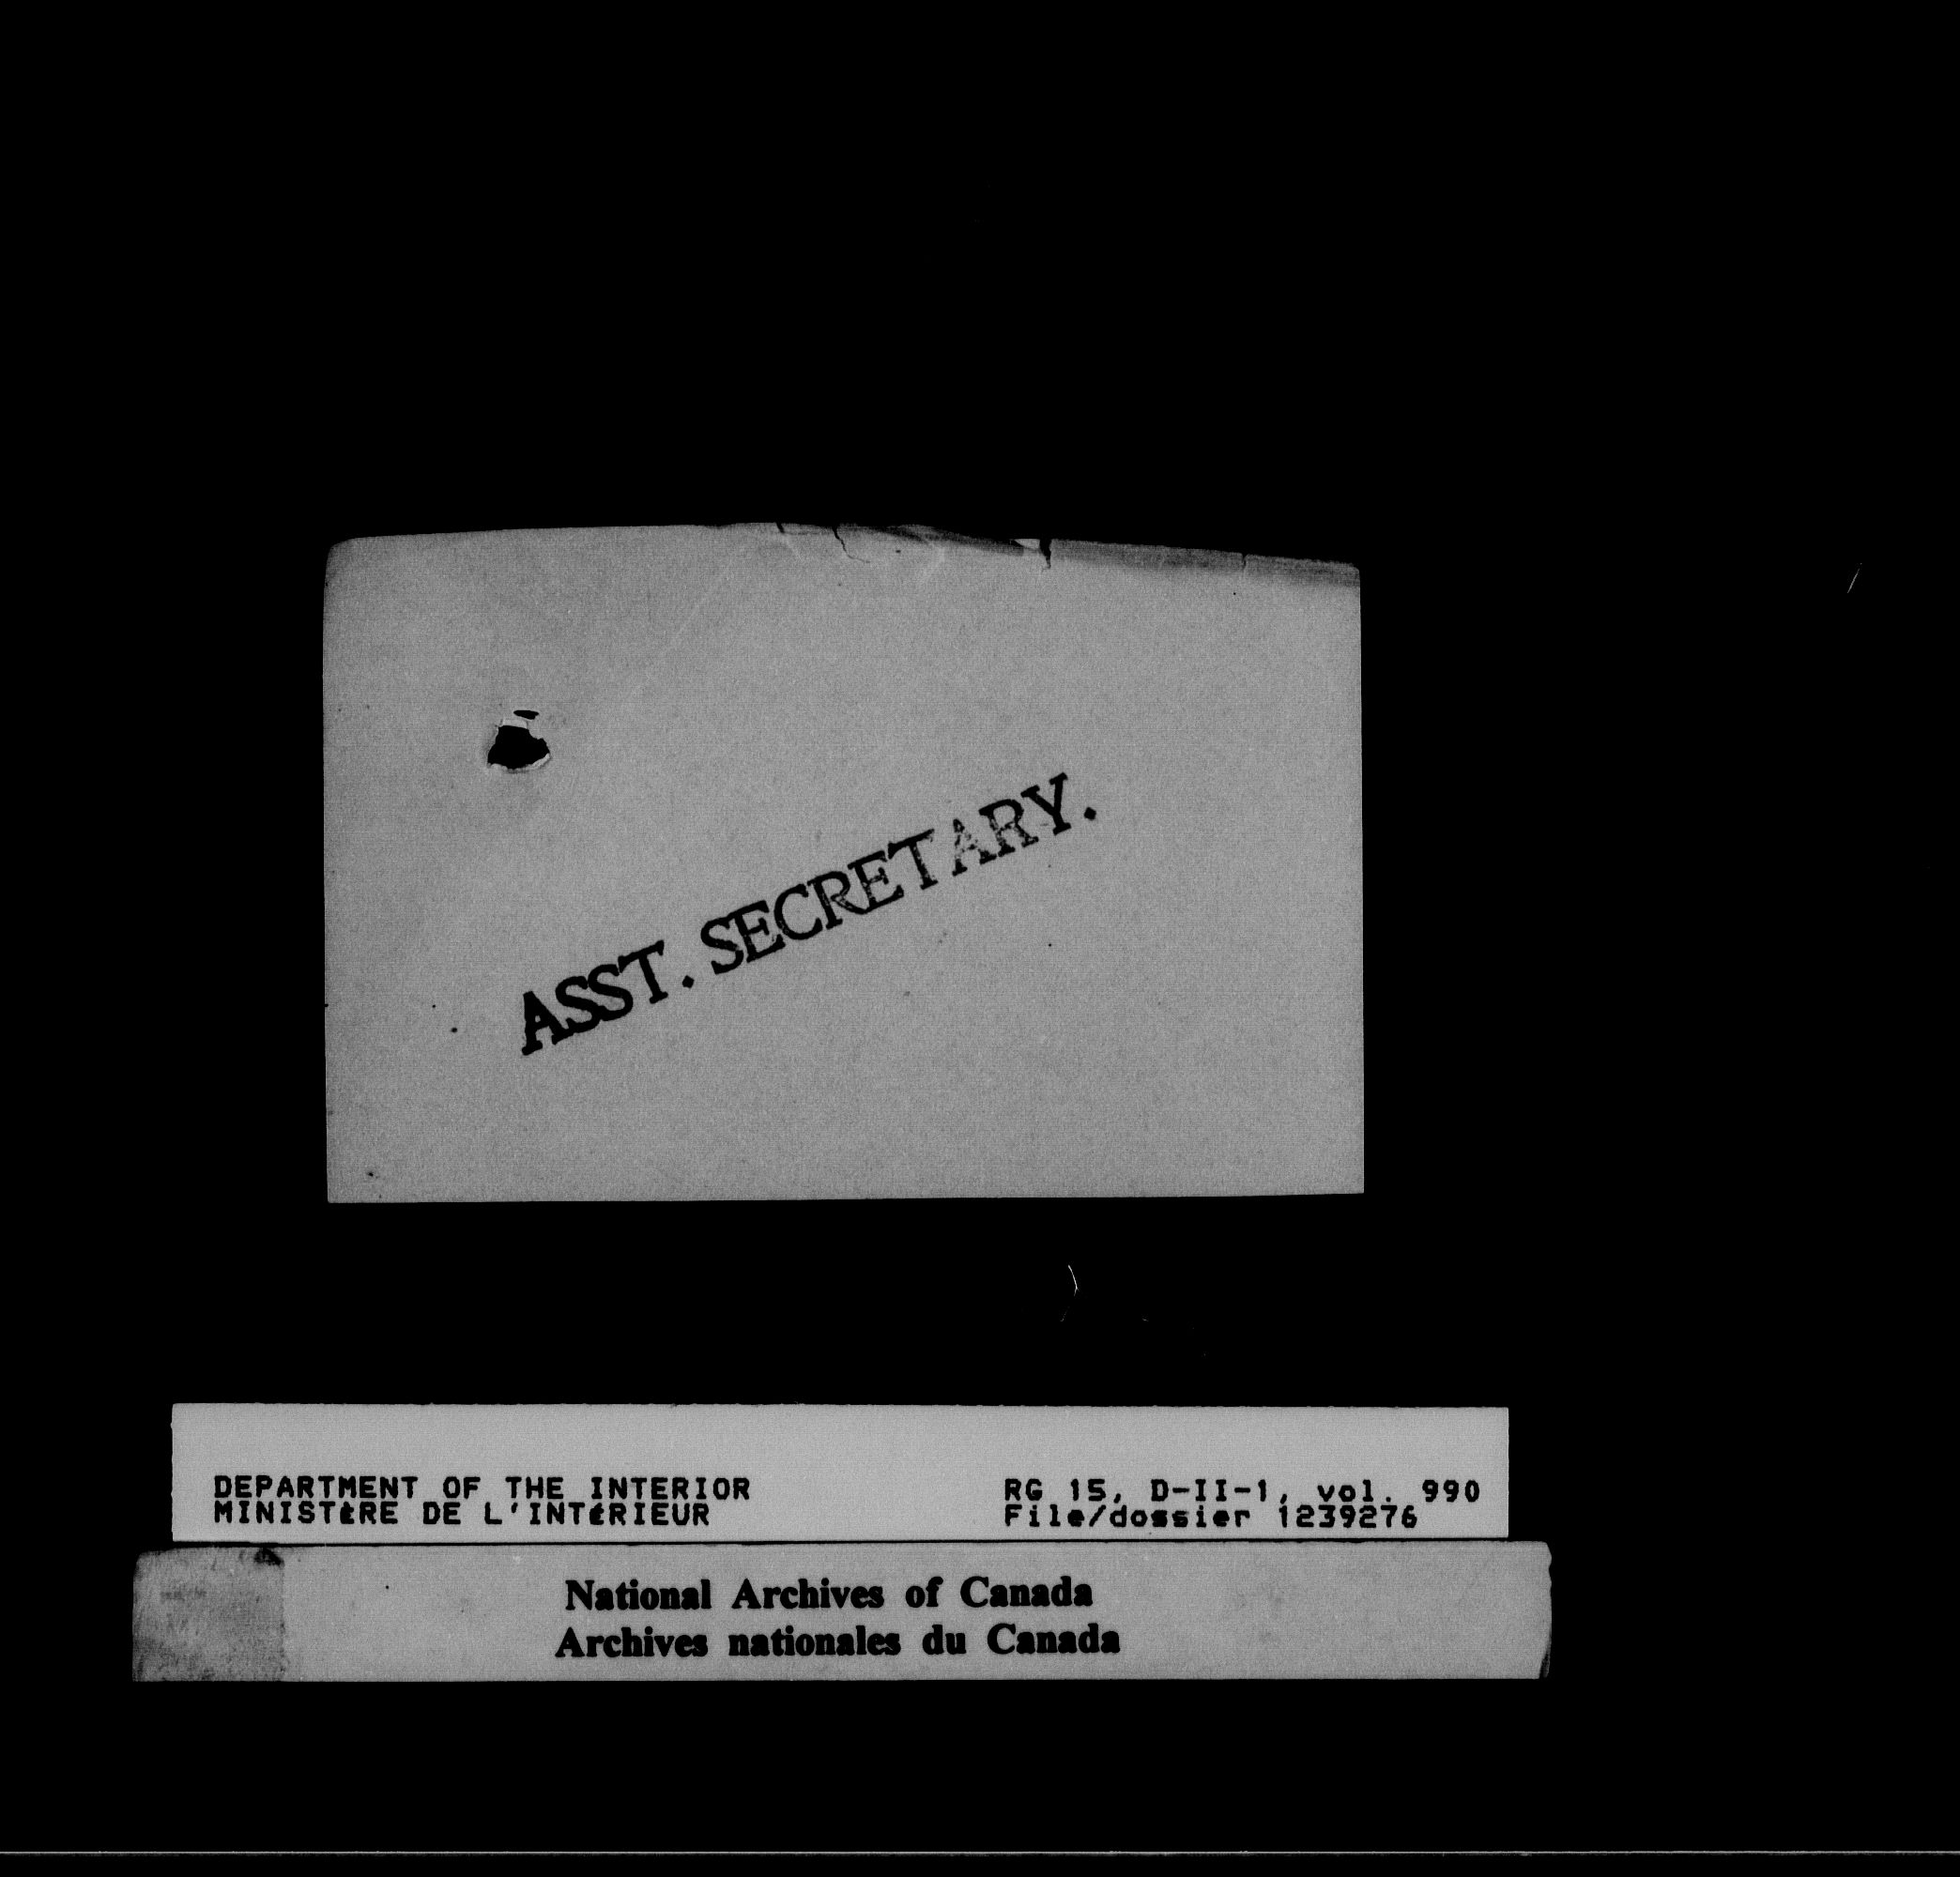 ASST. SECRETARY.
DEPARTMENT OF THE INTERIOR
MINISTÈRE DE L'INTÉRIEUR
RG 15, D-II-1, vol. 990
File/dossier 1239276
National Archives of Canada
Archives nationales du Canada